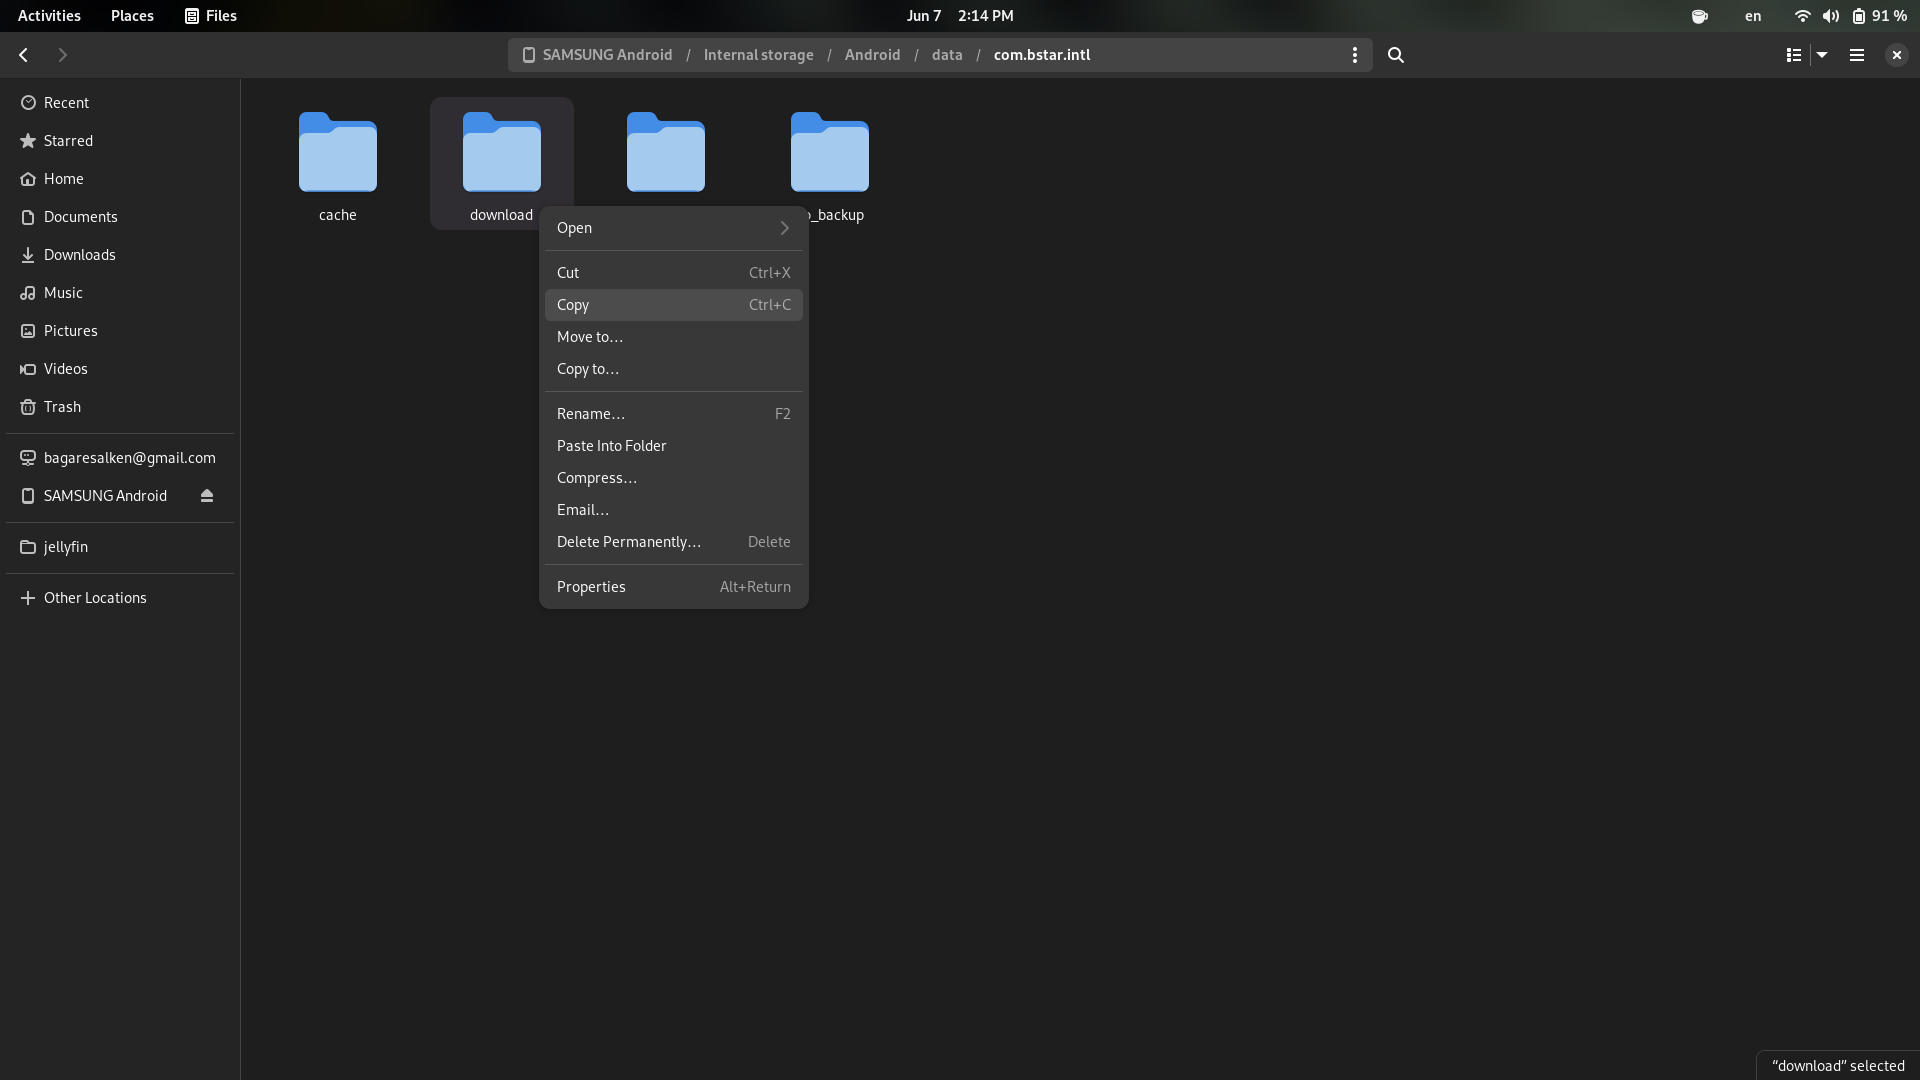 Activities Places Files Jun 7 2:14 PM en 91 %
SAMSUNG Android / Internal storage / Android / data / com.bstar.intl
Recent
Starred
Home
Documents
Downloads
Music
Pictures
Videos
Trash
bagaresalken@gmail.com
SAMSUNG Android
jellyfin
Other Locations
cache download _backup
Open
Cut Ctrl+X
Copy Ctrl+C
Move to…
Copy to…
Rename… F2
Paste Into Folder
Compress…
Email…
Delete Permanently… Delete
Properties Alt+Return
“download” selected